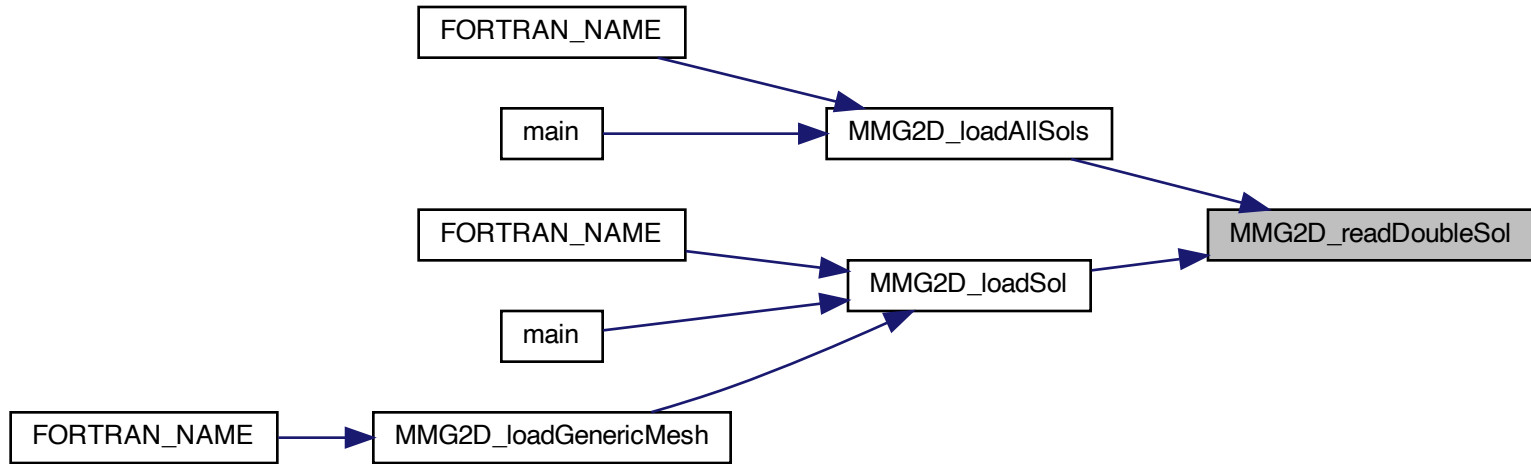 FORTRAN_NAME
main
MMG2D_loadAllSols
FORTRAN_NAME
MMG2D_readDoubleSol
MMG2D_loadSol
main
FORTRAN_NAME
MMG2D_loadGenericMesh